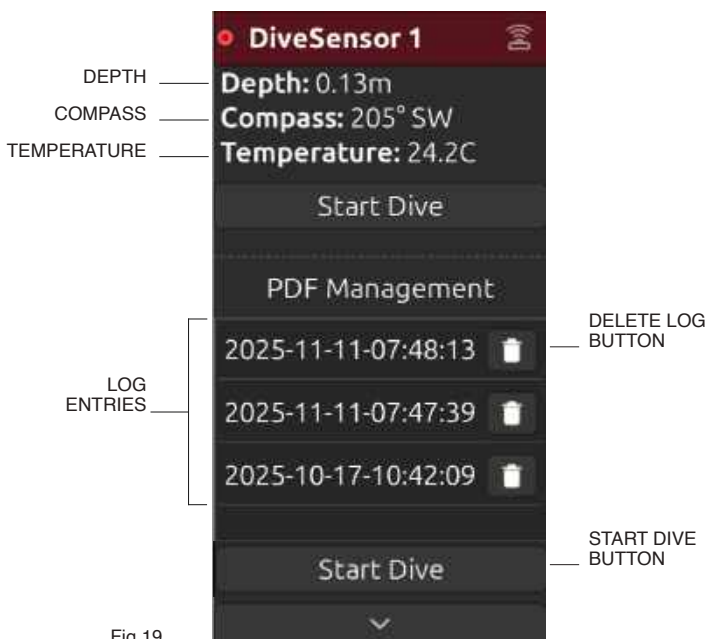 DiveSensor 1
DEPTH
Depth: 0.13m
COMPASS
Compass: 205° SW
TEMPERATURE
Temperature: 24.2C
Start Dive
PDF Management
LOG
ENTRIES
2025-11-11-07:48:13
DELETE LOG
BUTTON
2025-11-11-07:47:39
2025-10-17-10:42:09
Start Dive
START DIVE
BUTTON
Fig 19